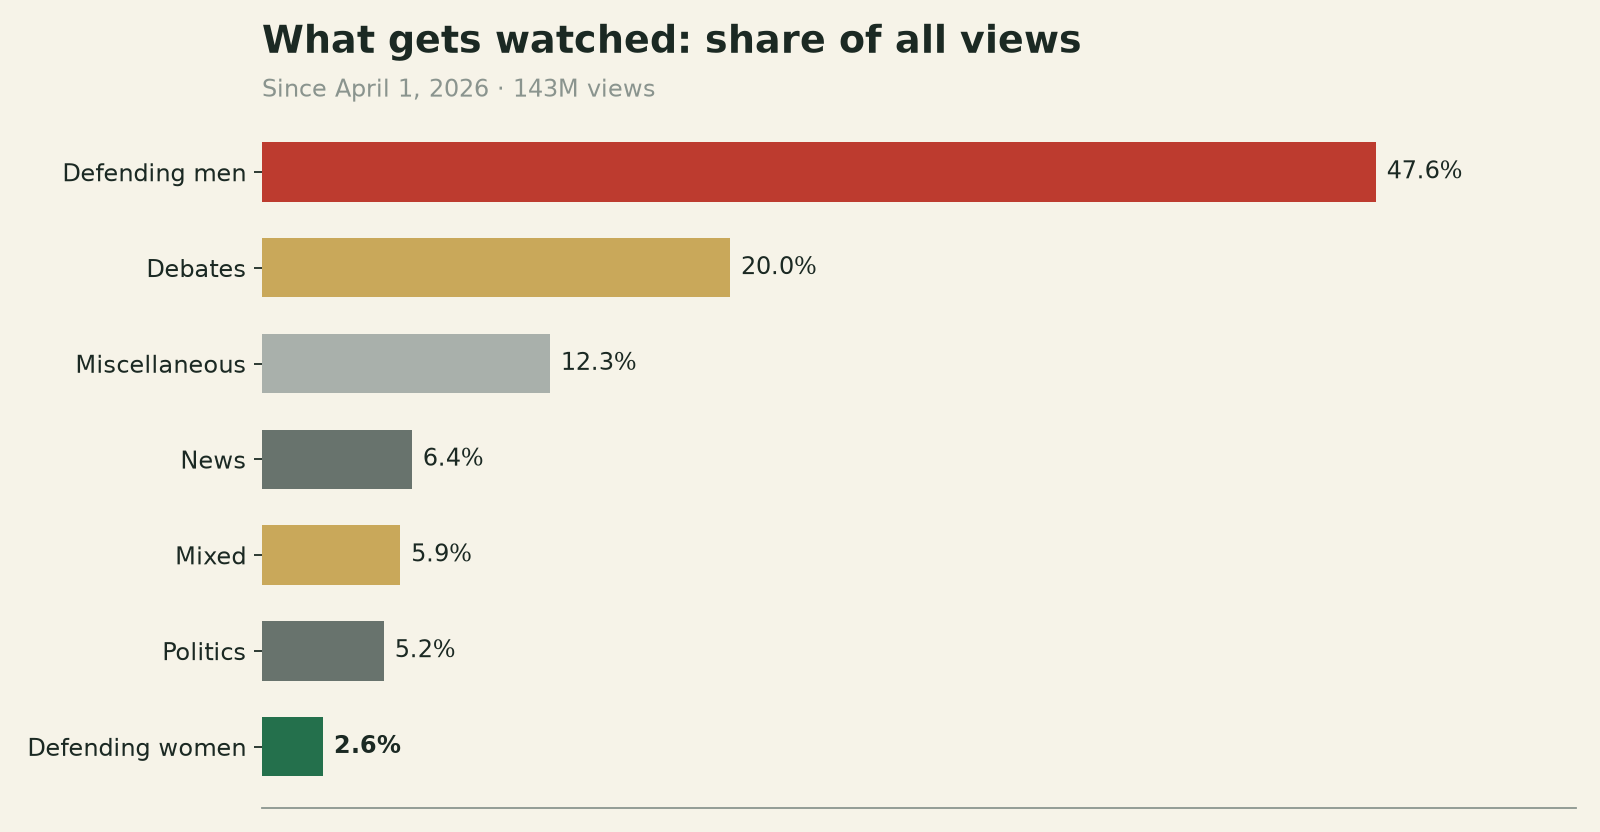 What gets watched: share of all views
Since April 1, 2026 · 143M views
Defending men 47.6%
Debates 20.0%
Miscellaneous 12.3%
News 6.4%
Mixed 5.9%
Politics 5.2%
Defending women 2.6%